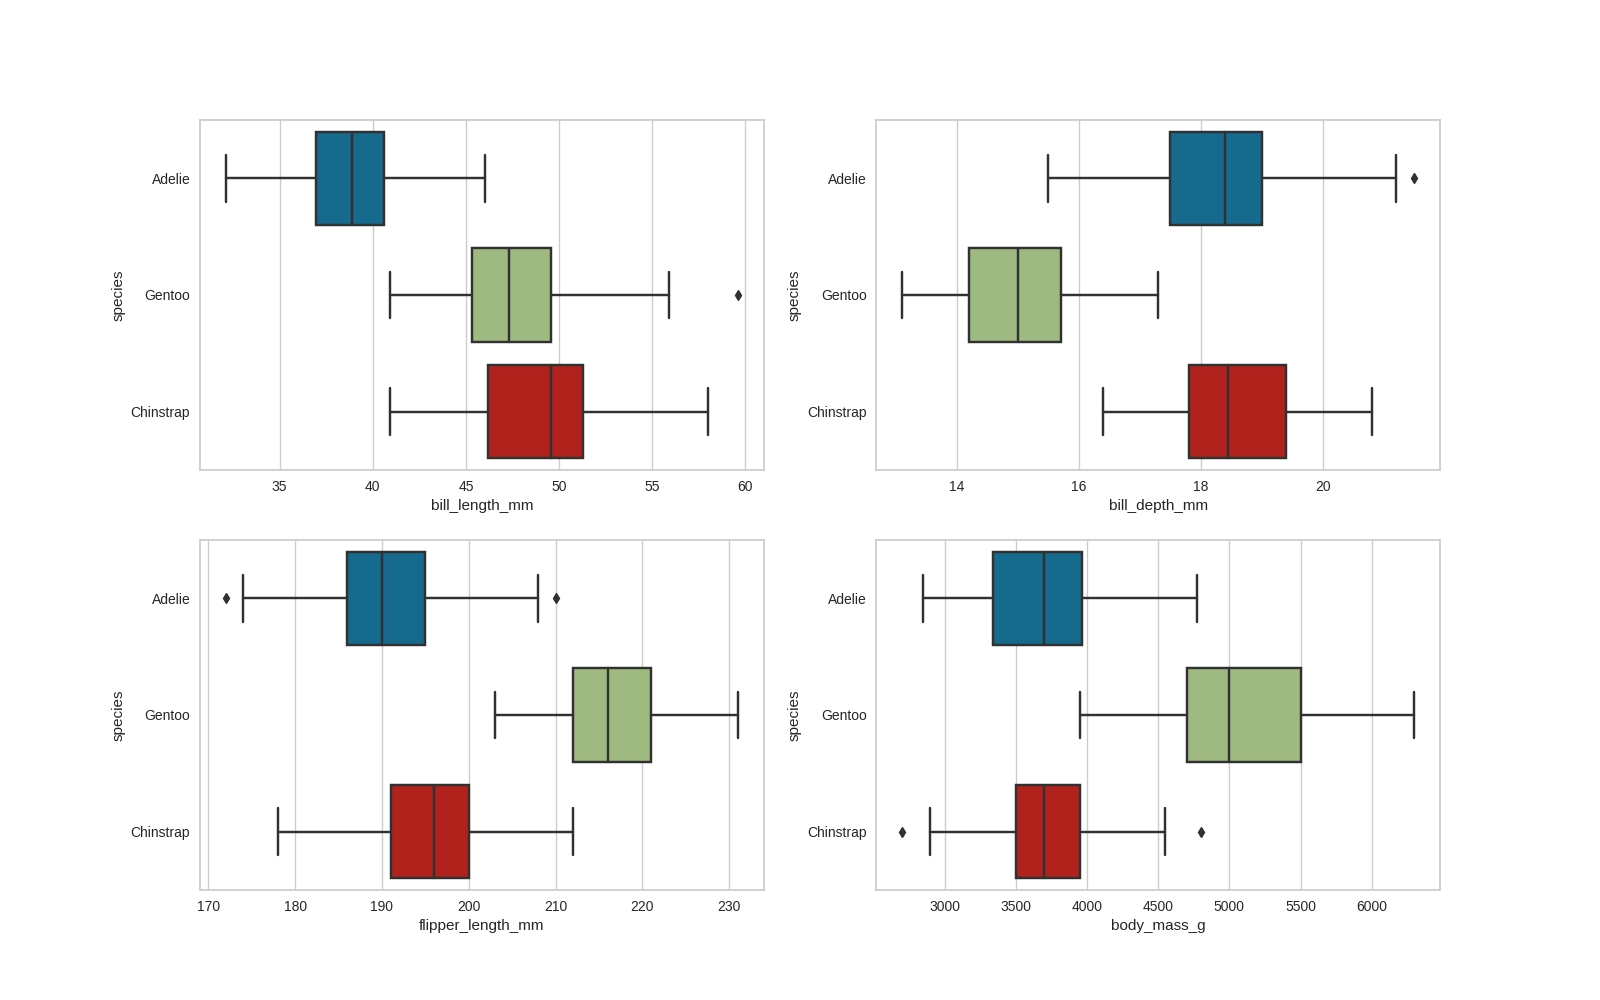 Adelie
Gentoo
Chinstrap
species
35 40 45 50 55 60
bill_length_mm
Adelie
Gentoo
Chinstrap
species
14 16 18 20
bill_depth_mm
Adelie
Gentoo
Chinstrap
species
170 180 190 200 210 220 230
flipper_length_mm
Adelie
Gentoo
Chinstrap
species
3000 3500 4000 4500 5000 5500 6000
body_mass_g